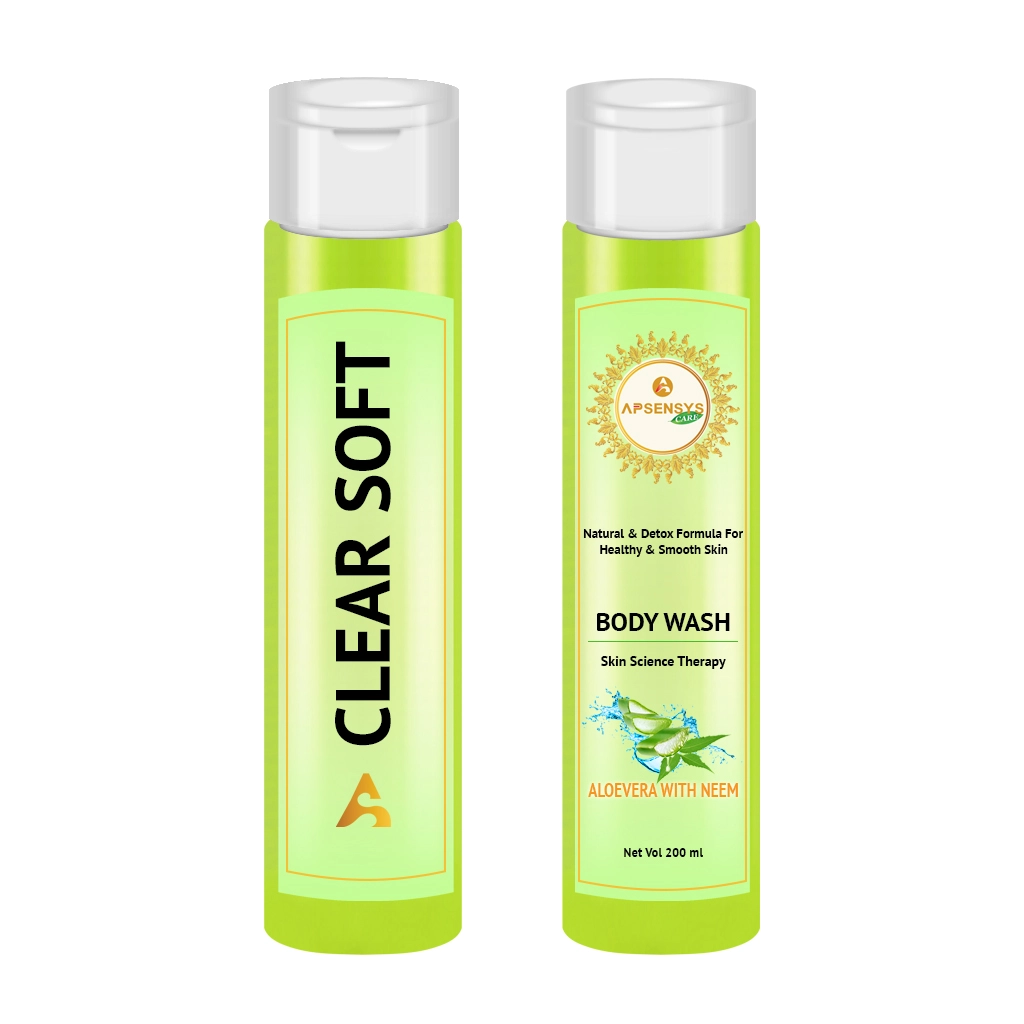 CLEAR SOFT
APSENSYS
CARE
Natural & Detox Formula For
Healthy & Smooth Skin
BODY WASH
Skin Science Therapy
ALOEVERA WITH NEEM
Net Vol 200 ml